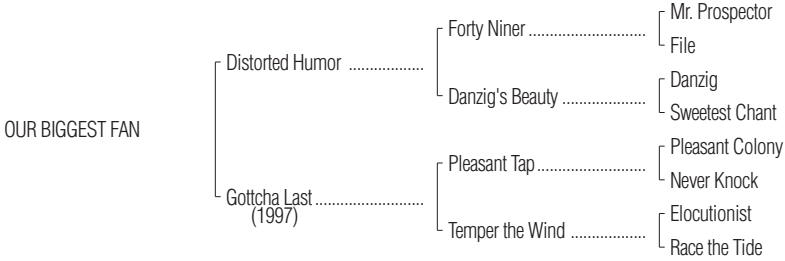 Mr. Prospector
Forty Niner ............................
File
Distorted Humor ..................
Danzig
Danzig's Beauty ....................
Sweetest Chant
OUR BIGGEST FAN
Pleasant Colony
Pleasant Tap..........................
Never Knock
Gottcha Last..........................
(1997)
Elocutionist
Temper the Wind ..................
Race the Tide